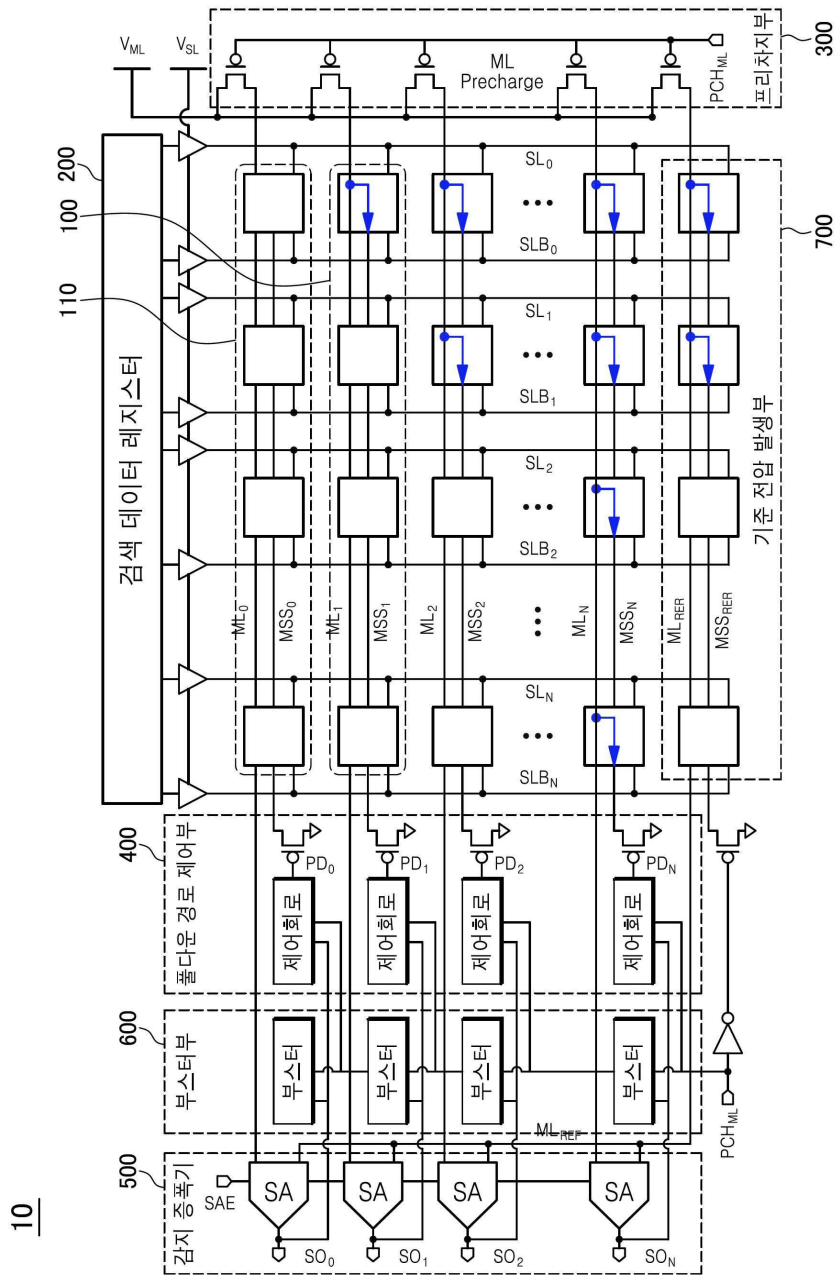 10
300
프리차지부
PCH_ML
ML
Precharge
V_ML
V_SL
200
검색 데이터 레지스터
100
110
SL_0
SLB_0
SL_1
SLB_1
SL_2
SLB_2
SL_N
SLB_N
ML_0
MSS_0
ML_1
MSS_1
ML_2
MSS_2
ML_N
MSS_N
ML_RER
MSS_RER
700
기준 전압 발생부
400
풀다운 경로 제어부
PD_0
제어회로
PD_1
제어회로
PD_2
제어회로
PD_N
제어회로
600
부스터부
부스터
부스터
부스터
부스터
ML_REF
PCH_ML
500
감지 증폭기
SAE
SA
SA
SA
SA
SO_0
SO_1
SO_2
SO_N